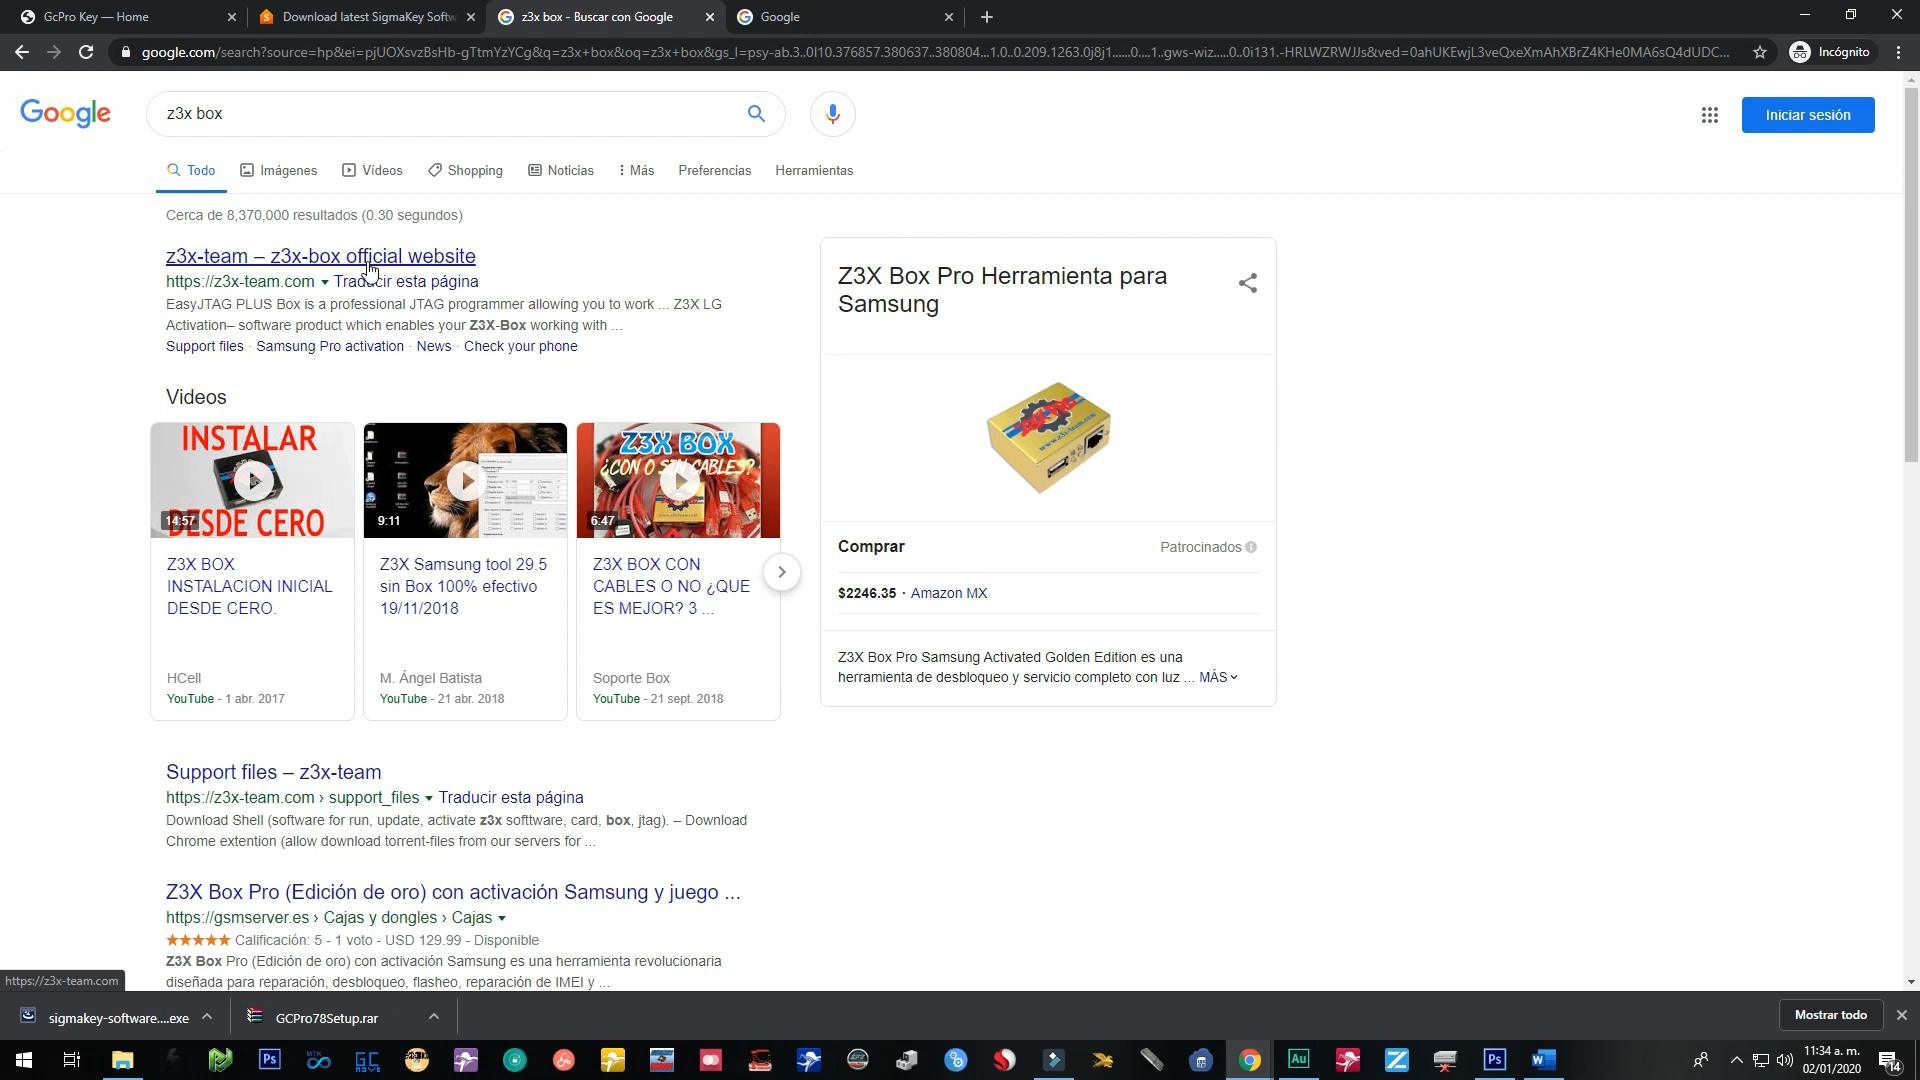 GcPro Key — Home
Download latest SigmaKey Softw
z3x box - Buscar con Google
Google
google.com/search?source=hp&ei=pjUOXsvzBsHb-gTtmYzYCg&q=z3x+box&oq=z3x+box&gs_l=psy-ab.3..0l10.376857.380637..380804...1.0..0.209.1263.0j8j1......0....1..gws-wiz.....0..0i131.-HRLWZRWJJs&ved=0ahUKEwjL3veQxeXmAhXBrZ4KHe0MA6sQ4dUDC...
Incógnito
Google
z3x box
Iniciar sesión
Todo
Imágenes
Vídeos
Shopping
Noticias
Más
Preferencias
Herramientas
Cerca de 8,370,000 resultados (0.30 segundos)
z3x-team – z3x-box official website
https://z3x-team.com ▾ Traducir esta página
EasyJTAG PLUS Box is a professional JTAG programmer allowing you to work ... Z3X LG
Activation– software product which enables your Z3X-Box working with ...
Support files · Samsung Pro activation · News · Check your phone
Videos
INSTALAR
DESDE CERO
14:57
Z3X BOX
INSTALACION INICIAL
DESDE CERO.
HCell
YouTube - 1 abr. 2017
9:11
Z3X Samsung tool 29.5
sin Box 100% efectivo
19/11/2018
M. Ángel Batista
YouTube - 21 abr. 2018
Z3X BOX
¿CON O SIN CABLES?
6:47
Z3X BOX CON
CABLES O NO ¿QUE
ES MEJOR? 3 ...
Soporte Box
YouTube - 21 sept. 2018
Support files – z3x-team
https://z3x-team.com › support_files ▾ Traducir esta página
Download Shell (software for run, update, activate z3x softtware, card, box, jtag). – Download
Chrome extention (allow download torrent-files from our servers for ...
Z3X Box Pro (Edición de oro) con activación Samsung y juego ...
https://gsmserver.es › Cajas y dongles › Cajas ▾
★★★★★ Calificación: 5 - 1 voto - USD 129.99 - Disponible
Z3X Box Pro (Edición de oro) con activación Samsung es una herramienta revolucionaria
diseñada para reparación, desbloqueo, flasheo, reparación de IMEI y ...
Z3X Box Pro Herramienta para
Samsung
Comprar
Patrocinados
$2246.35 · Amazon MX
Z3X Box Pro Samsung Activated Golden Edition es una
herramienta de desbloqueo y servicio completo con luz ... MÁS
https://z3x-team.com
sigmakey-software....exe
GCPro78Setup.rar
Mostrar todo
11:34 a. m.
02/01/2020
14